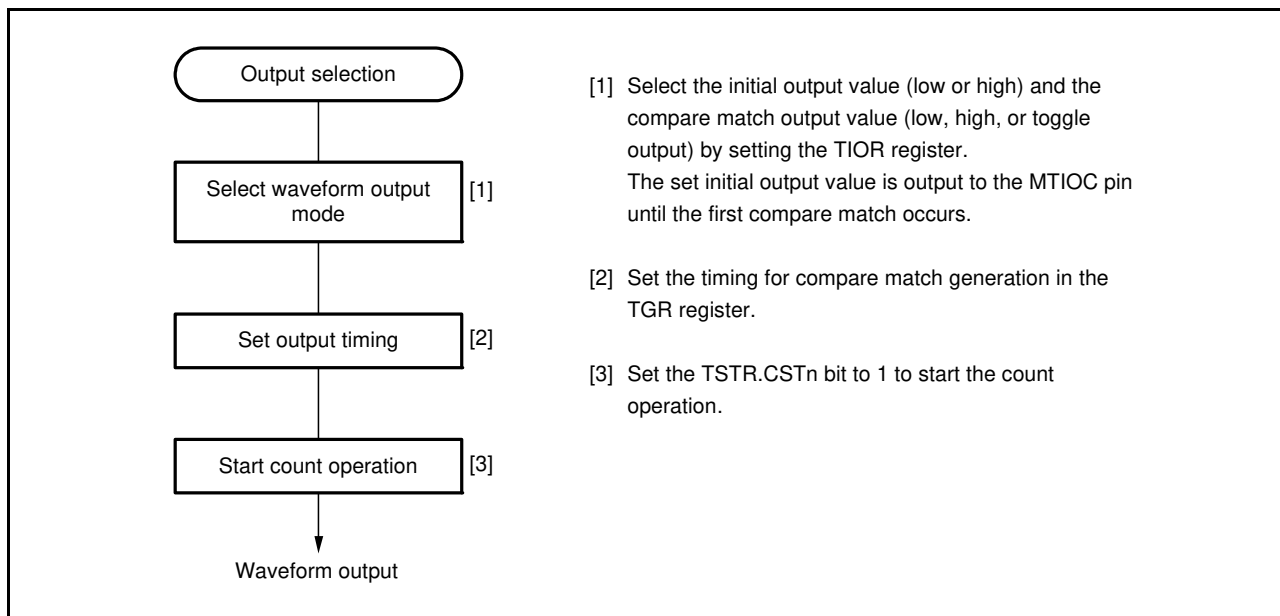 Output selection
Select waveform output
mode
[1]
Set output timing
[2]
Start count operation
[3]
Waveform output
[1] Select the initial output value (low or high) and the
compare match output value (low, high, or toggle
output) by setting the TIOR register.
The set initial output value is output to the MTIOC pin
until the first compare match occurs.
[2] Set the timing for compare match generation in the
TGR register.
[3] Set the TSTR.CSTn bit to 1 to start the count
operation.